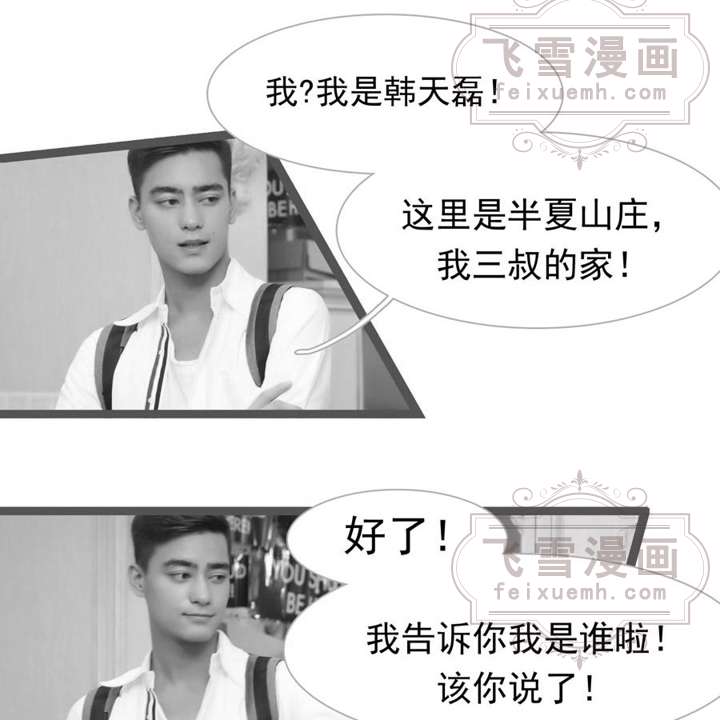 飞雪漫画
feixuemh.com
我?我是韩天磊!
这里是半夏山庄,
我三叔的家!
好了!
飞雪漫画
feixuemh.com
我告诉你我是谁啦!
该你说了!